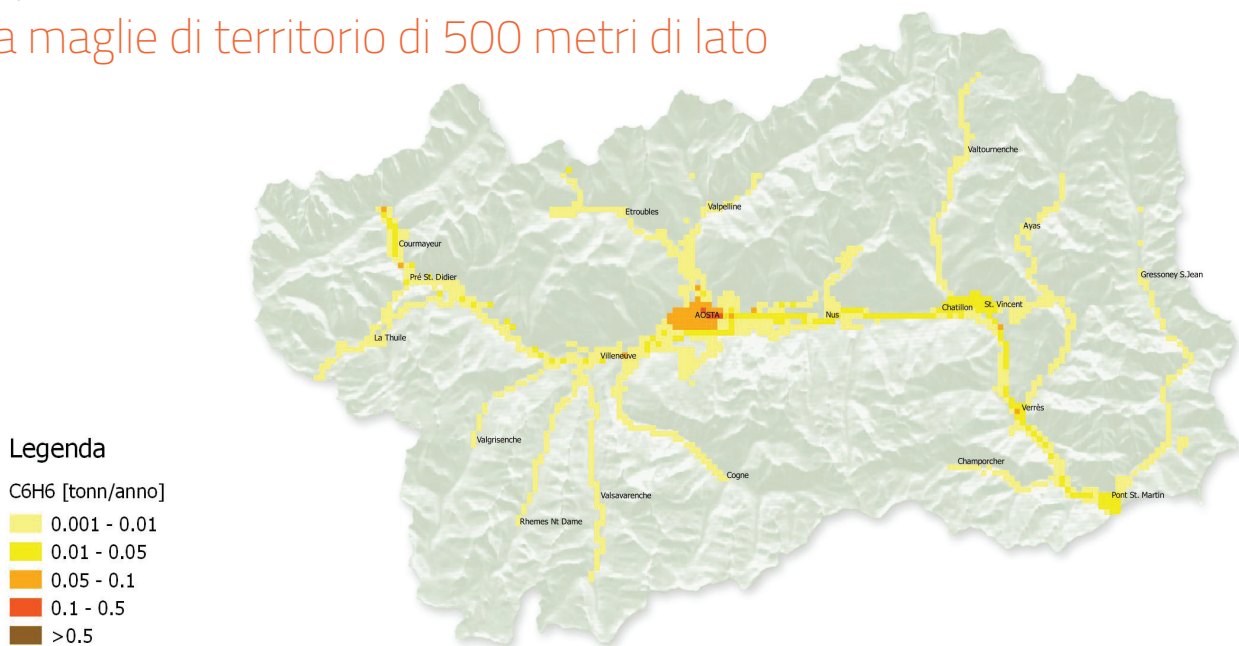 a maglie di territorio di 500 metri di lato
Valtournenche
Etroubles
Valpelline
Ayas
Courmayeur
Pré St. Didier
Gressoney S.Jean
Chatillon
St. Vincent
AOSTA
Nus
La Thuile
Villeneuve
Verrès
Valgrisenche
Champorcher
Cogne
Valsavarenche
Pont St. Martin
Rhemes Nt Dame
Legenda
C6H6 [tonn/anno]
0.001 - 0.01
0.01 - 0.05
0.05 - 0.1
0.1 - 0.5
>0.5